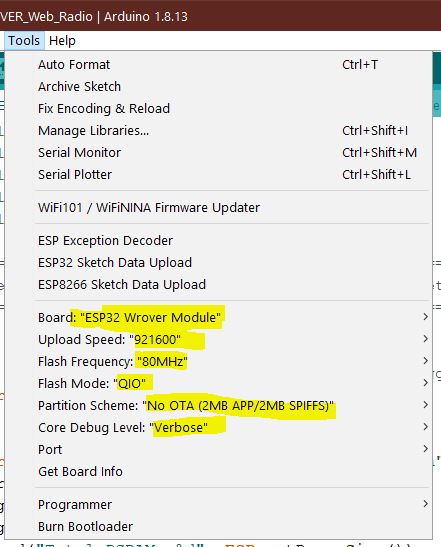 VER_Web_Radio | Arduino 1.8.13
Tools Help
Auto Format Ctrl+T
Archive Sketch
Fix Encoding & Reload
Manage Libraries... Ctrl+Shift+I
Serial Monitor Ctrl+Shift+M
Serial Plotter Ctrl+Shift+L
WiFi101 / WiFiNINA Firmware Updater
ESP Exception Decoder
ESP32 Sketch Data Upload
ESP8266 Sketch Data Upload
Board: "ESP32 Wrover Module"
Upload Speed: "921600"
Flash Frequency: "80MHz"
Flash Mode: "QIO"
Partition Scheme: "No OTA (2MB APP/2MB SPIFFS)"
Core Debug Level: "Verbose"
Port
Get Board Info
Programmer
Burn Bootloader